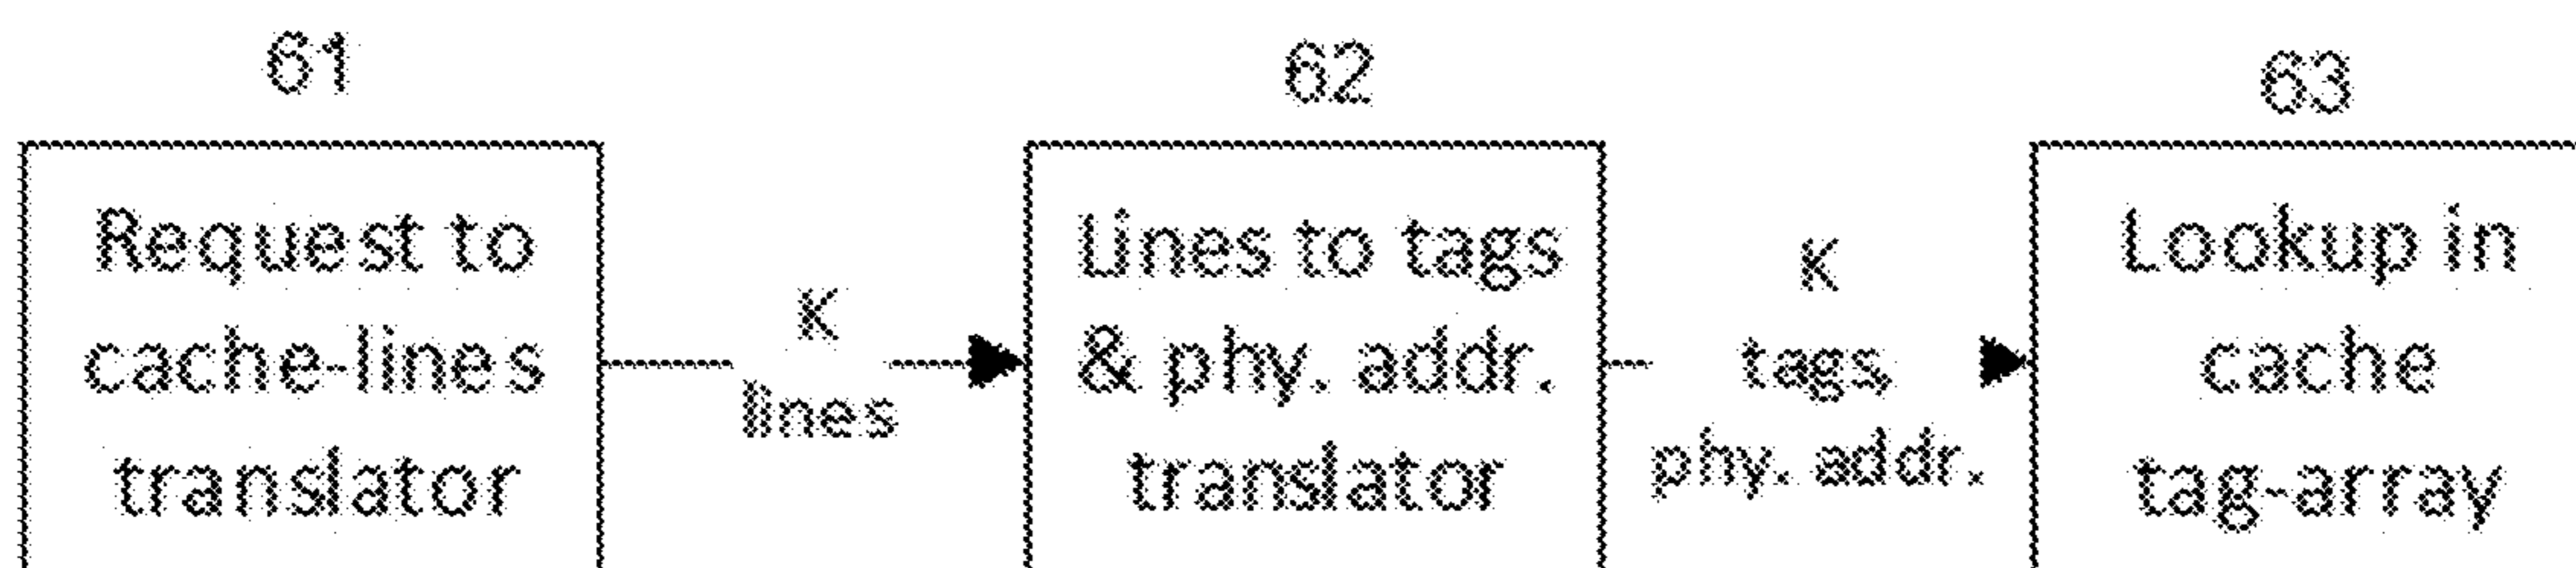 61
62
63
Request to
cache-lines
translator
K
lines
Lines to tags
& phy. addr.
translator
K
tags,
phy. addr.
Lookup in
cache
tag-array